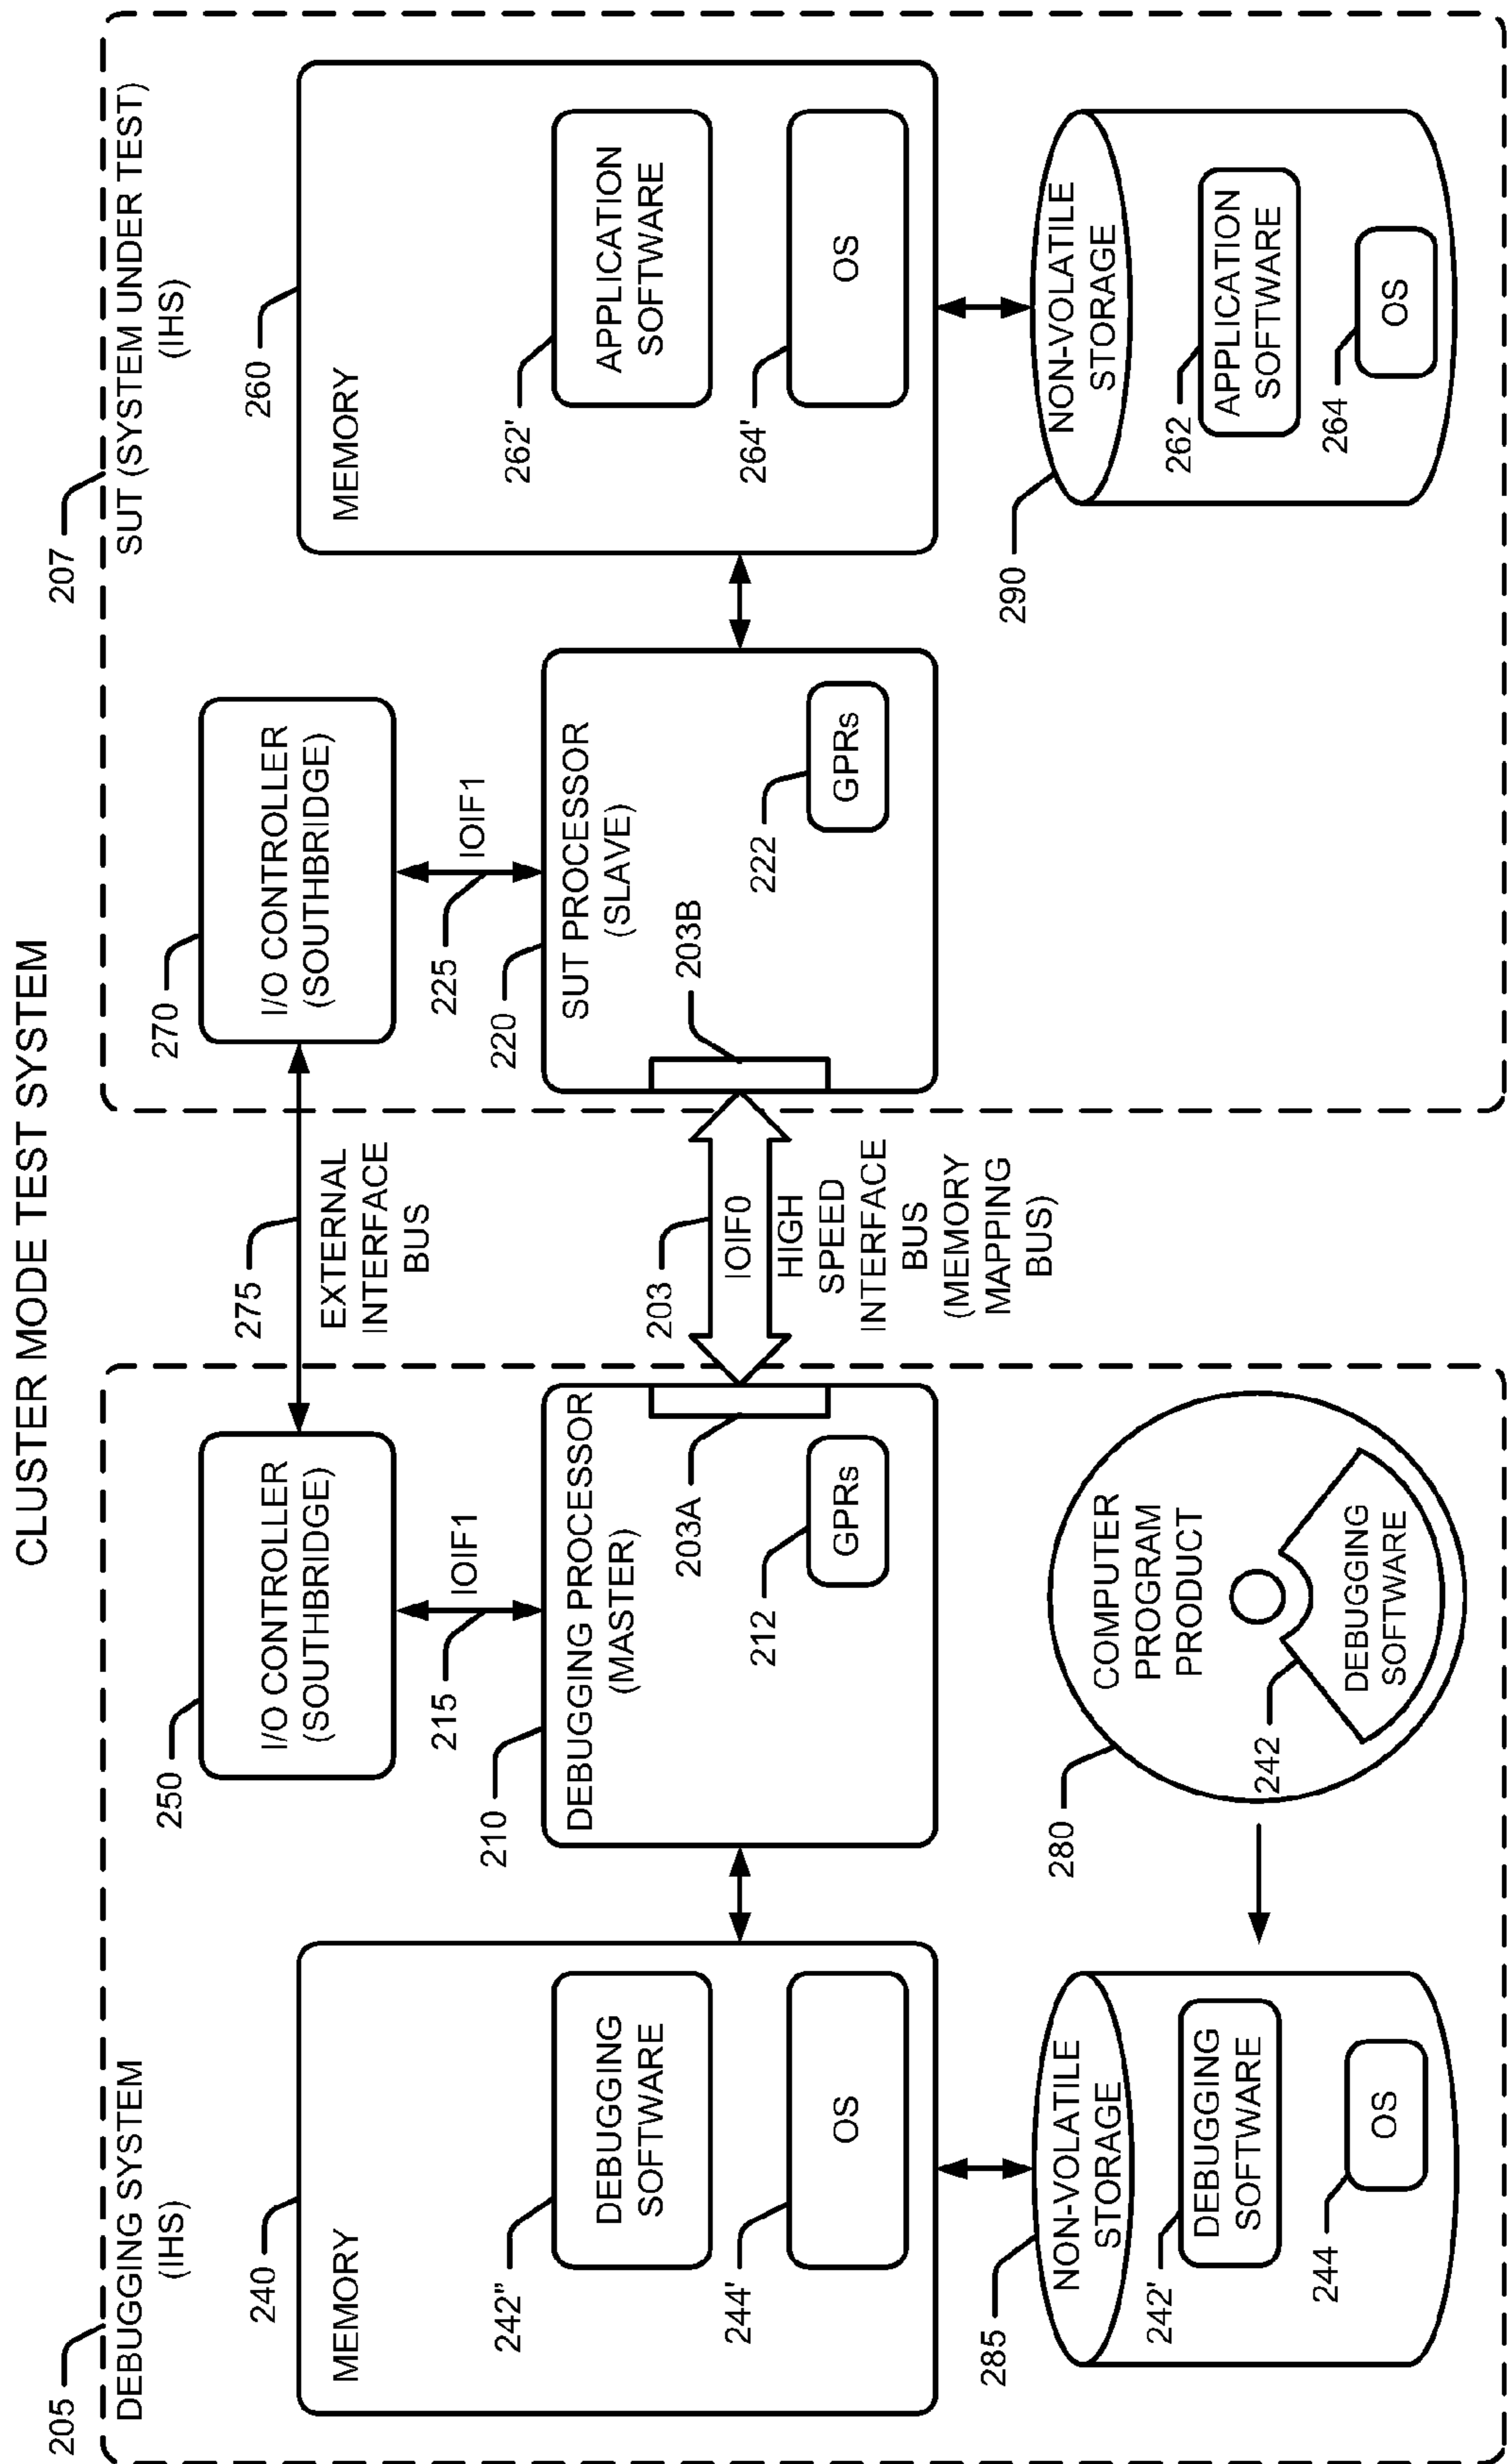 CLUSTER MODE TEST SYSTEM
205
DEBUGGING SYSTEM
(IHS)
240
MEMORY
242"
DEBUGGING
SOFTWARE
244'
OS
285
NON-VOLATILE
STORAGE
242'
DEBUGGING
SOFTWARE
244
OS
250
I/O CONTROLLER
(SOUTHBRIDGE)
215
IOIF1
210
DEBUGGING PROCESSOR
(MASTER)
203A
212
GPRs
280
COMPUTER
PROGRAM
PRODUCT
242
DEBUGGING
SOFTWARE
275
EXTERNAL
INTERFACE
BUS
203
IOIF0
HIGH
SPEED
INTERFACE
BUS
(MEMORY
MAPPING
BUS)
207
SUT (SYSTEM UNDER TEST)
(IHS)
270
I/O CONTROLLER
(SOUTHBRIDGE)
225
IOIF1
220
SUT PROCESSOR
(SLAVE)
203B
222
GPRs
260
MEMORY
262'
APPLICATION
SOFTWARE
264'
OS
290
NON-VOLATILE
STORAGE
262
APPLICATION
SOFTWARE
264
OS